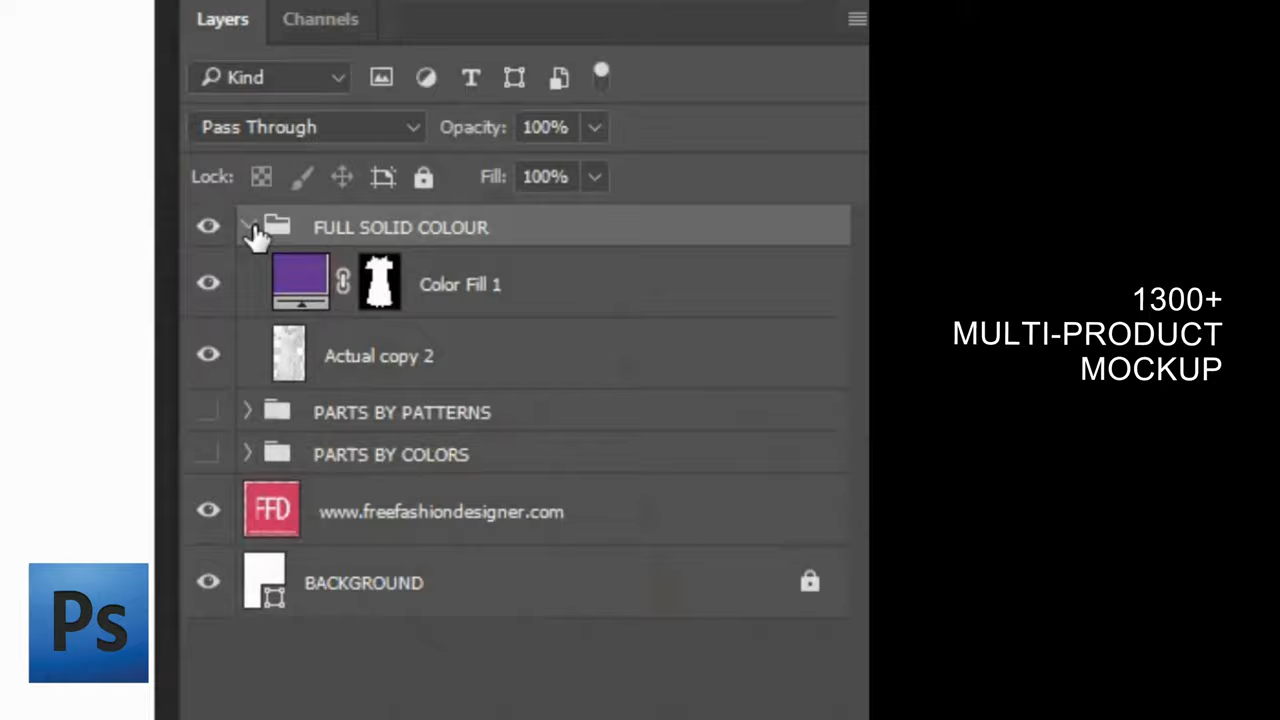 Layers Channels
Kind
Pass Through Opacity: 100%
Lock: Fill: 100%
FULL SOLID COLOUR
Color Fill 1
Actual copy 2
PARTS BY PATTERNS
PARTS BY COLORS
FFD www.freefashiondesigner.com
BACKGROUND
Ps
1300+
MULTI-PRODUCT
MOCKUP